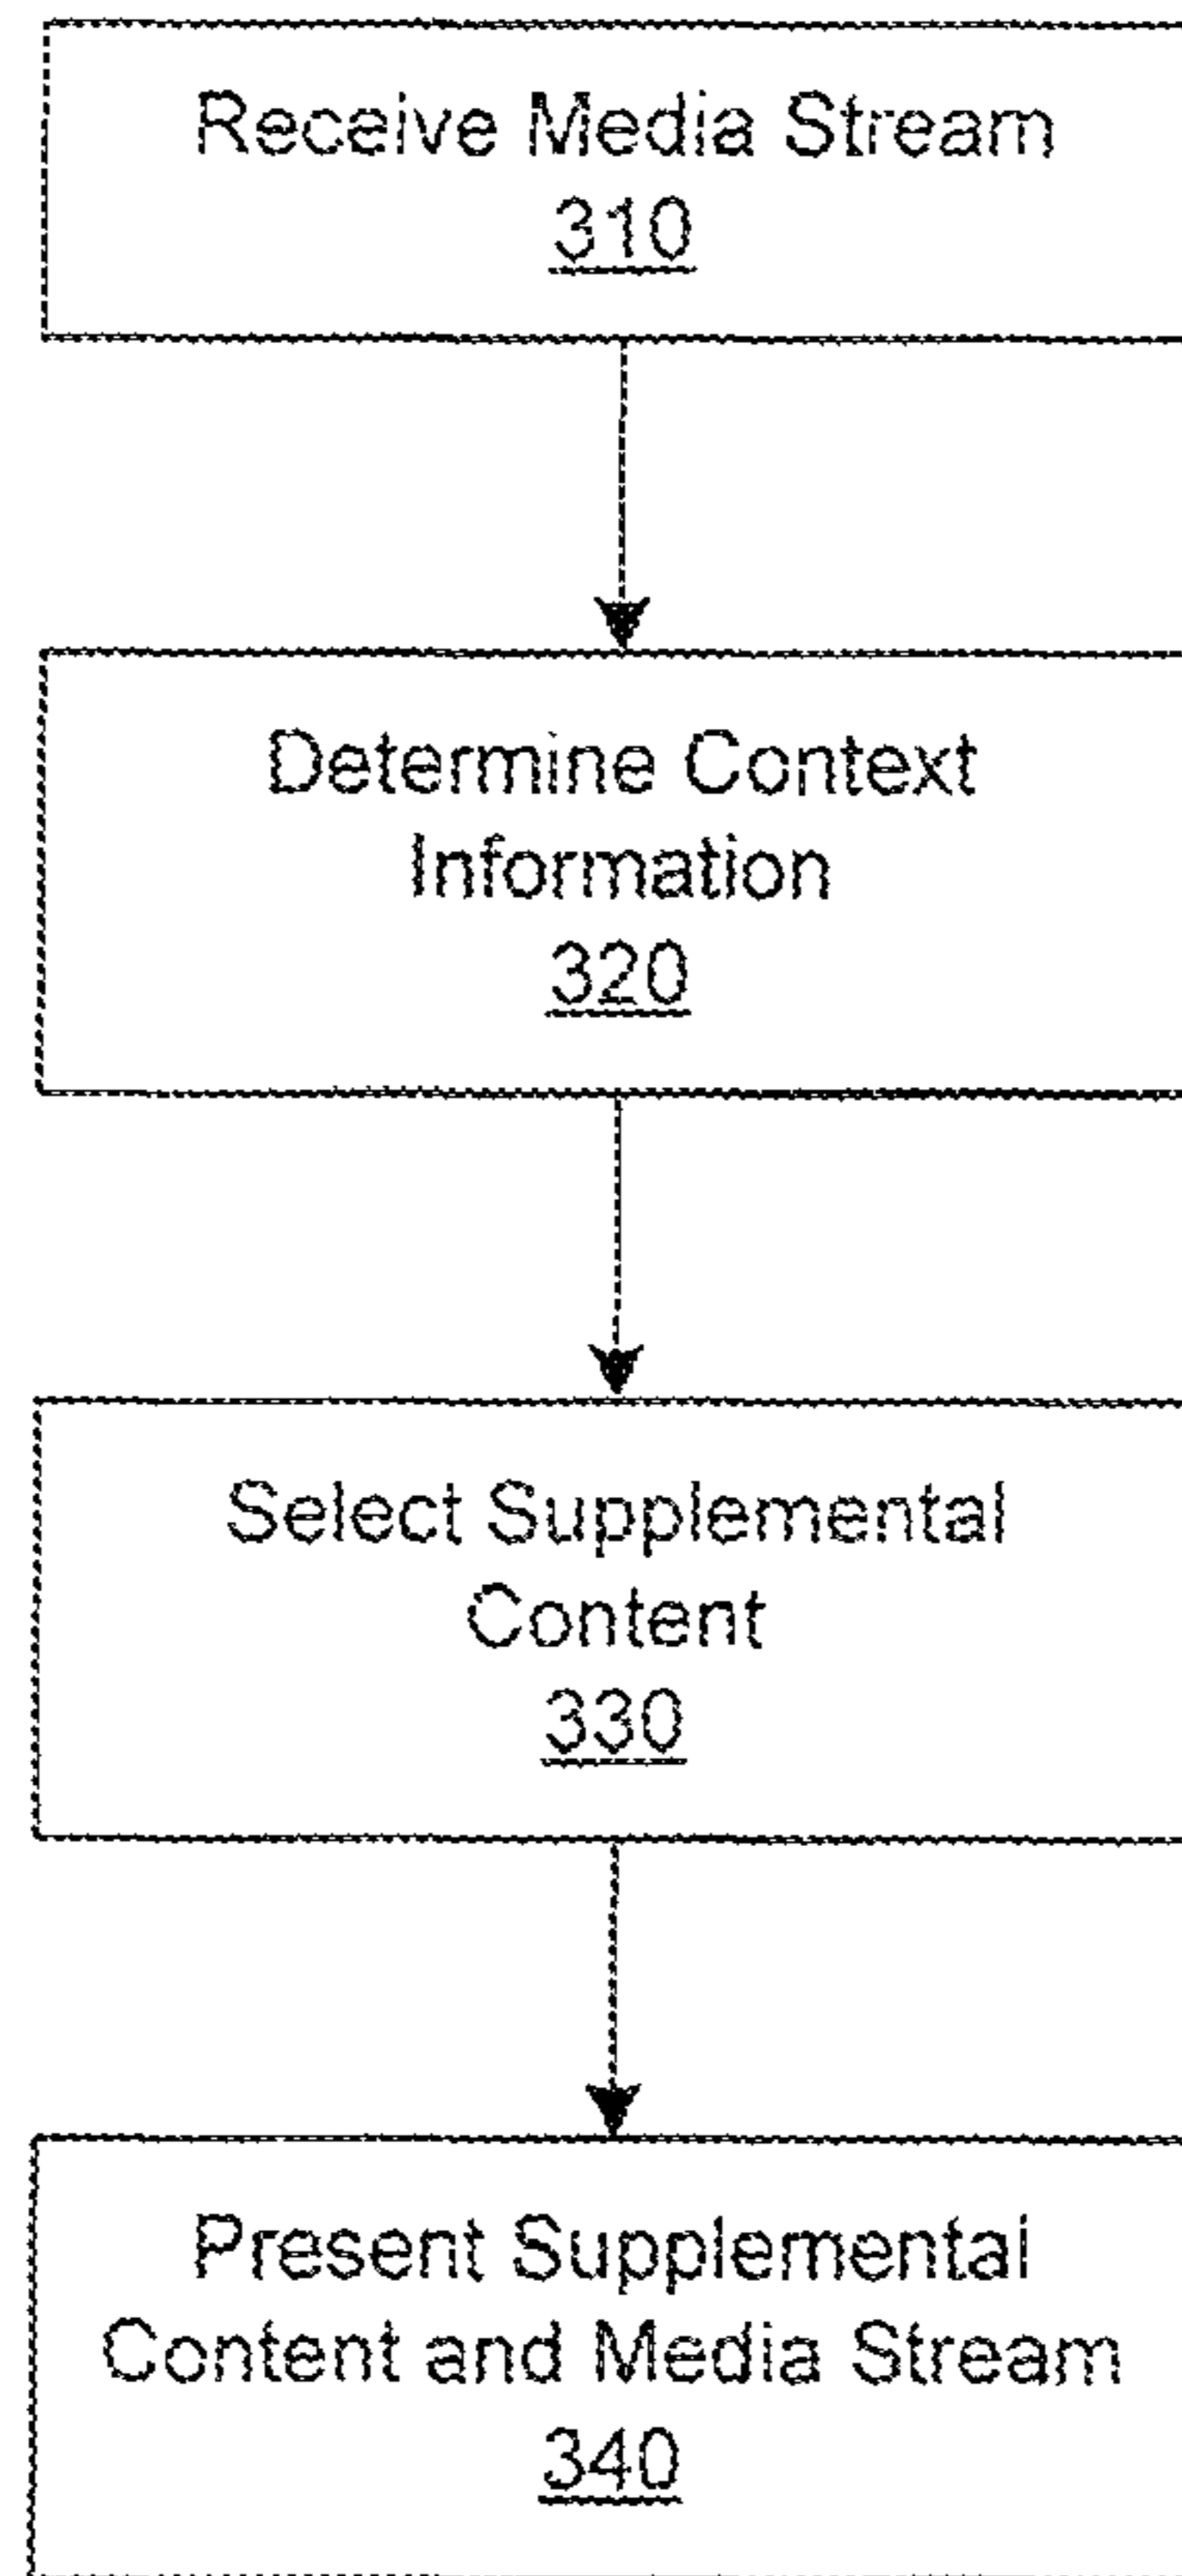 Receive Media Stream
310
Determine Context
Information
320
Select Supplemental
Content
330
Present Supplemental
Content and Media Stream
340